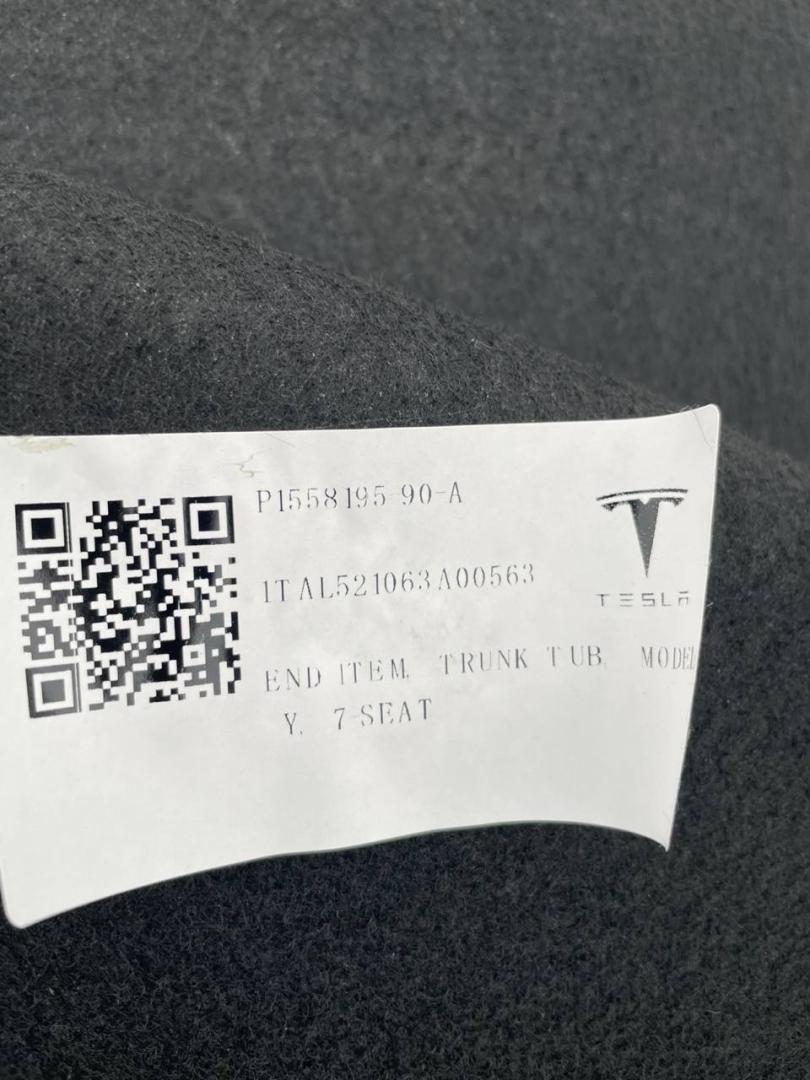 P1558195-90-A
TESLA
1TAL521063A00563
END ITEM, TRUNK TUB, MODEL
Y, 7-SEAT